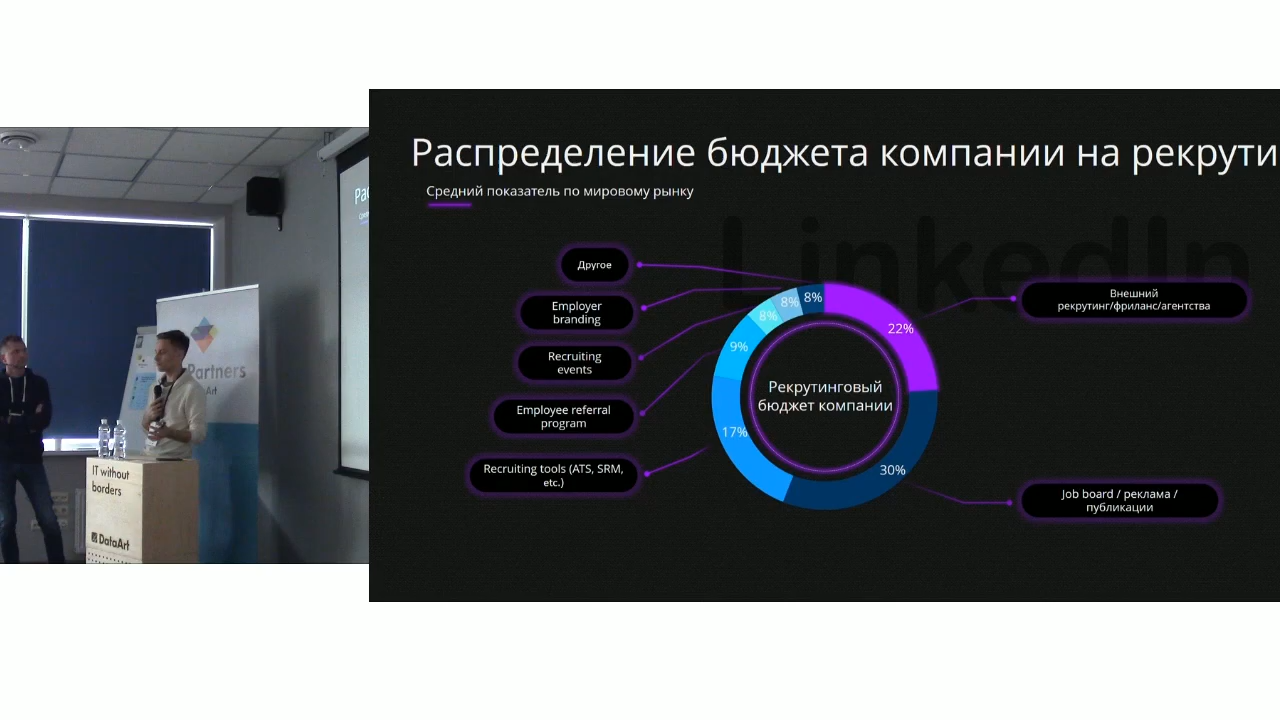 Распределение бюджета компании на рекрути
Средний показатель по мировому рынку
LinkedIn
Другое
Employer
branding
Recruiting
events
Employee referral
program
Recruiting tools (ATS, SRM,
etc.)
8%
8%
8%
9%
17%
22%
30%
Рекрутинговый
бюджет компании
Внешний
рекрутинг/фриланс/агентства
Job board / реклама /
публикации
Partners
IT without
borders
DataArt